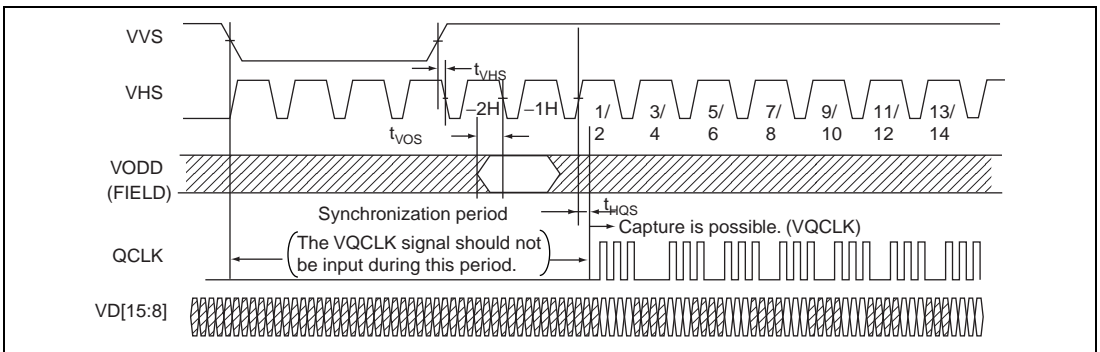 VVS
t_VHS
VHS
–2H –1H 1/ 3/ 5/ 7/ 9/ 11/ 13/
2 4 6 8 10 12 14
t_VOS
VODD
(FIELD)
t_HQS
Synchronization period
Capture is possible. (VQCLK)
(The VQCLK signal should not
be input during this period.)
QCLK
VD[15:8]